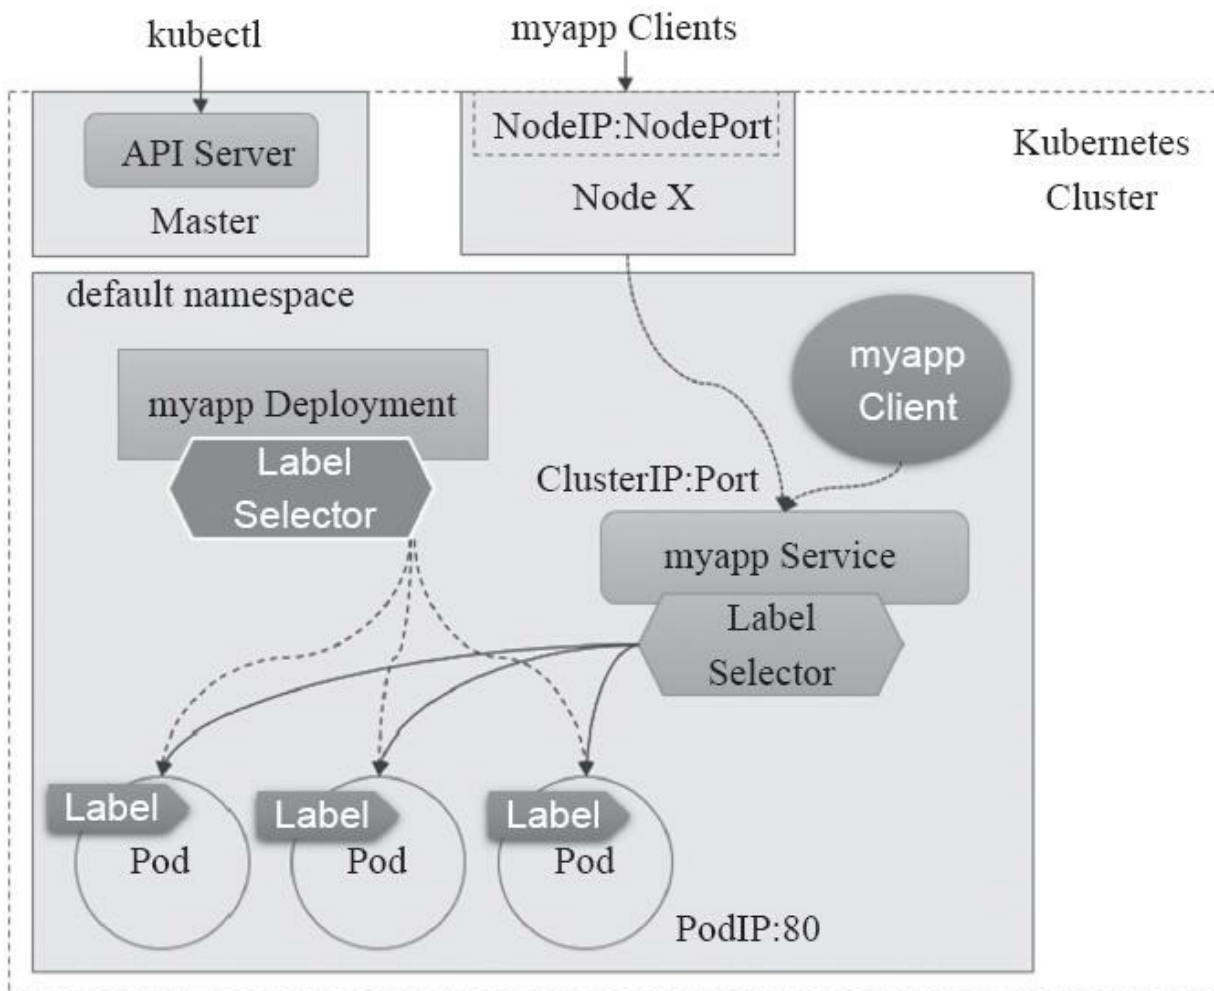 kubectl
myapp Clients
API Server
Master
NodeIP:NodePort
Node X
Kubernetes
Cluster
default namespace
myapp Deployment
Label
Selector
myapp
Client
ClusterIP:Port
myapp Service
Label
Selector
Label
Pod
Label
Pod
Label
Pod
PodIP:80